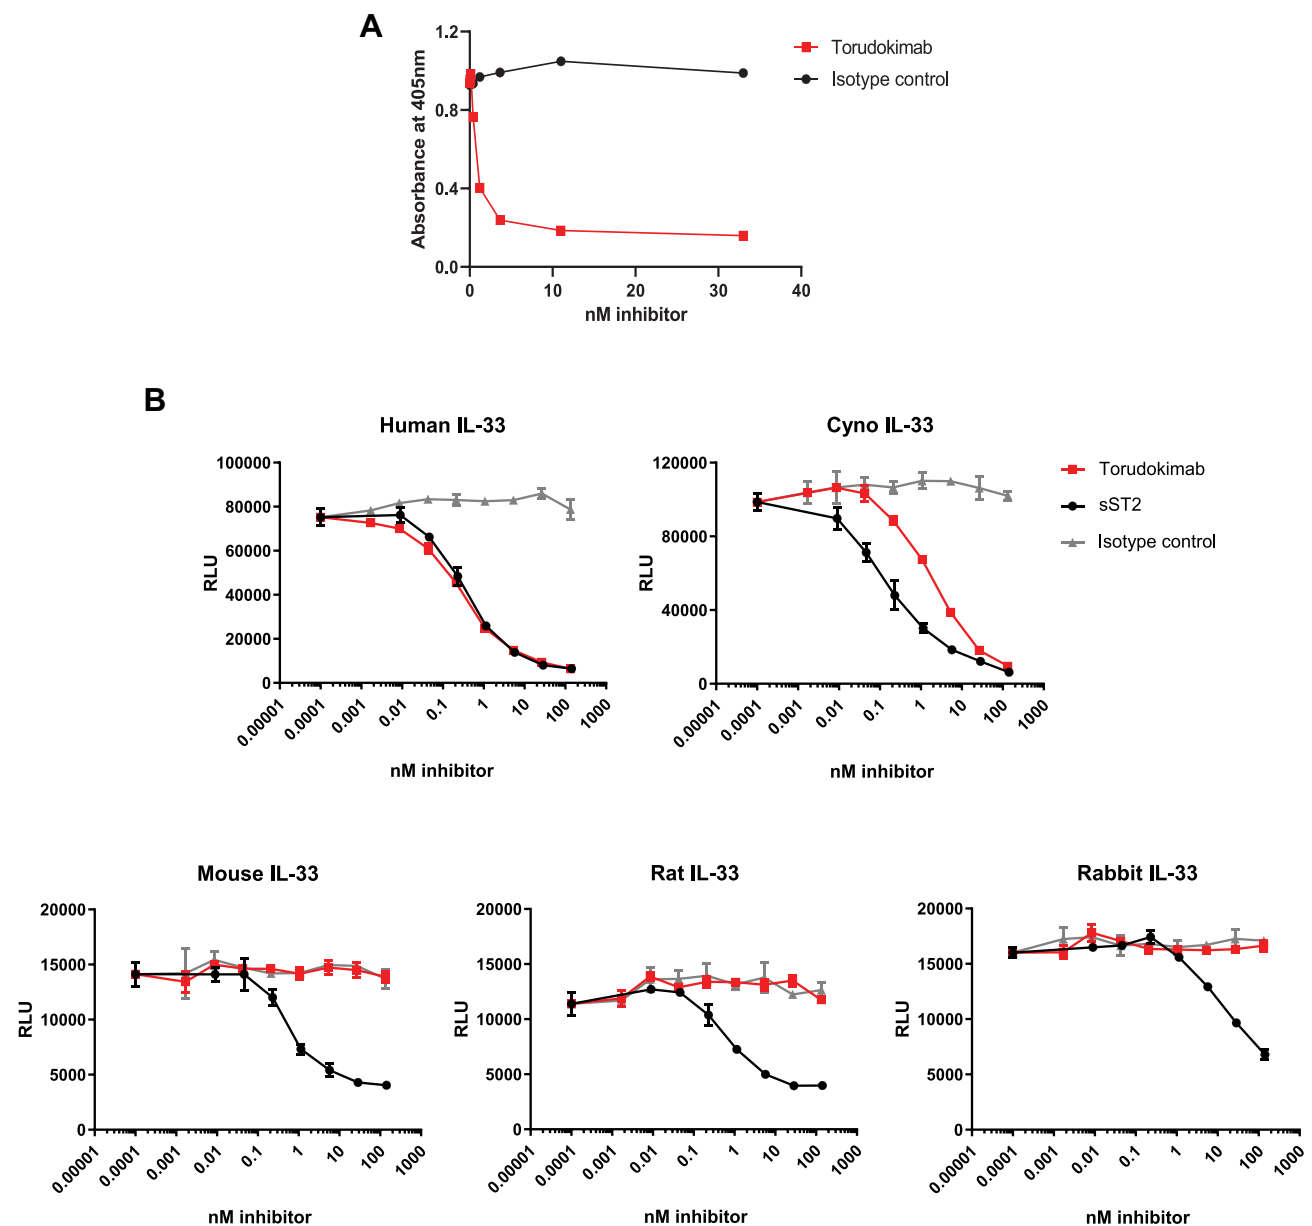 A
Absorbance at 405nm
1.2
0.8
0.4
0.0
0 10 20 30 40
nM inhibitor
Torudokimab
Isotype control
B
Human IL-33
RLU
100000
80000
60000
40000
20000
0
0.00001 0.0001 0.001 0.01 0.1 1 10 100 1000
nM inhibitor
Cyno IL-33
RLU
120000
80000
40000
0
0.00001 0.0001 0.001 0.01 0.1 1 10 100 1000
nM inhibitor
Torudokimab
sST2
Isotype control
Mouse IL-33
RLU
20000
15000
10000
5000
0
0.00001 0.0001 0.001 0.01 0.1 1 10 100 1000
nM inhibitor
Rat IL-33
RLU
20000
15000
10000
5000
0
0.00001 0.0001 0.001 0.01 0.1 1 10 100 1000
nM inhibitor
Rabbit IL-33
RLU
20000
15000
10000
5000
0
0.00001 0.0001 0.001 0.01 0.1 1 10 100 1000
nM inhibitor